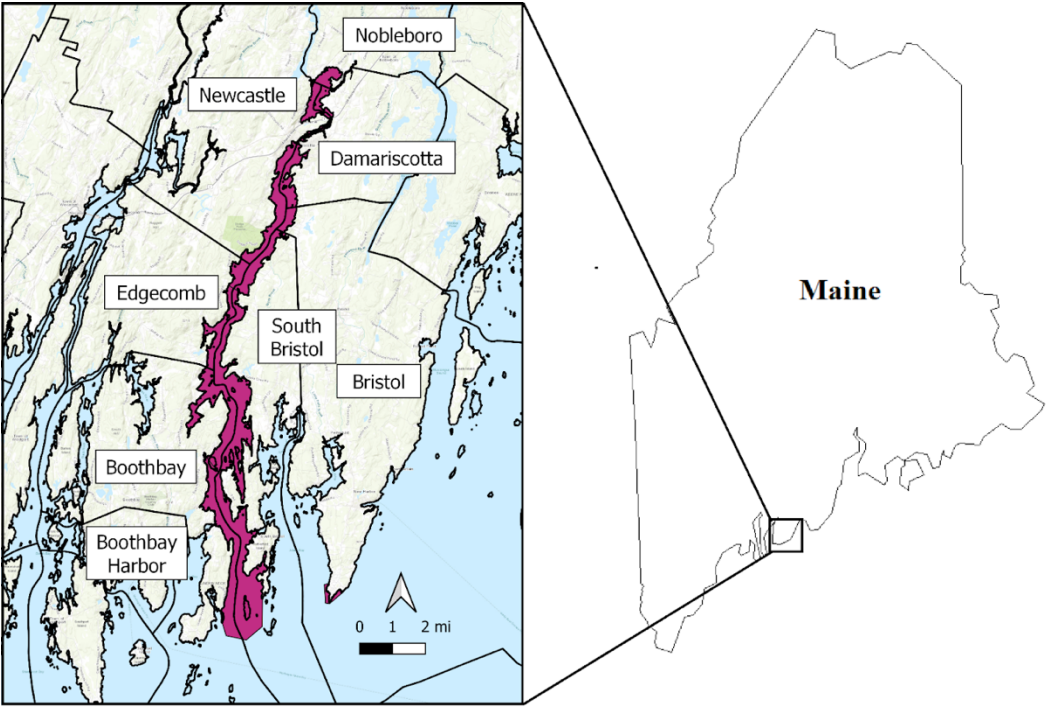 Nobleboro
Newcastle
Damariscotta
Edgecomb
South
Bristol
Bristol
Boothbay
Boothbay
Harbor
0 1 2 mi
Maine